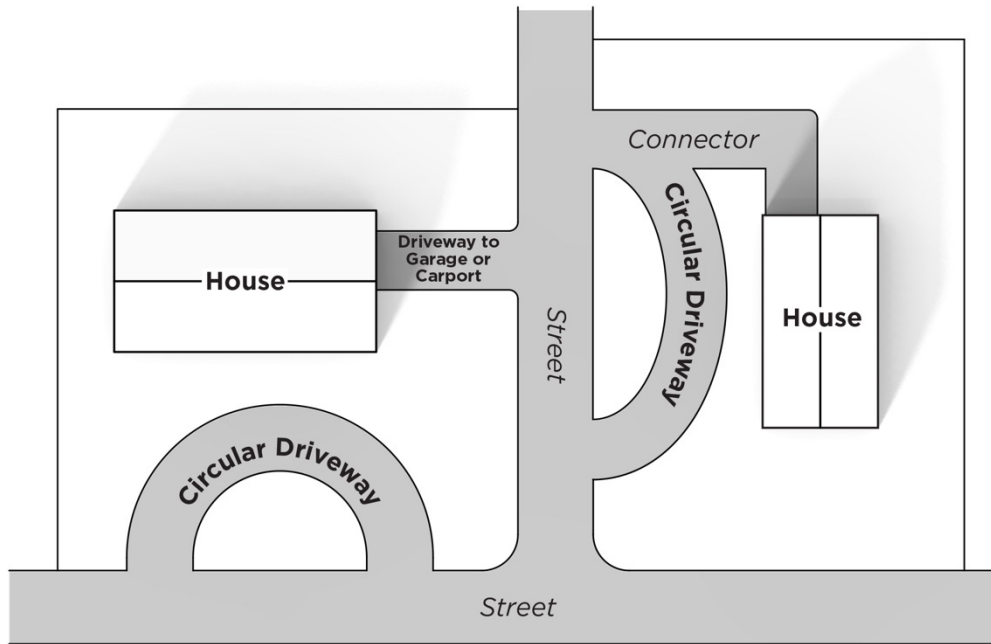 Connector
Circular Driveway
Driveway to
Garage or
Carport
House
Street
House
Circular Driveway
Street